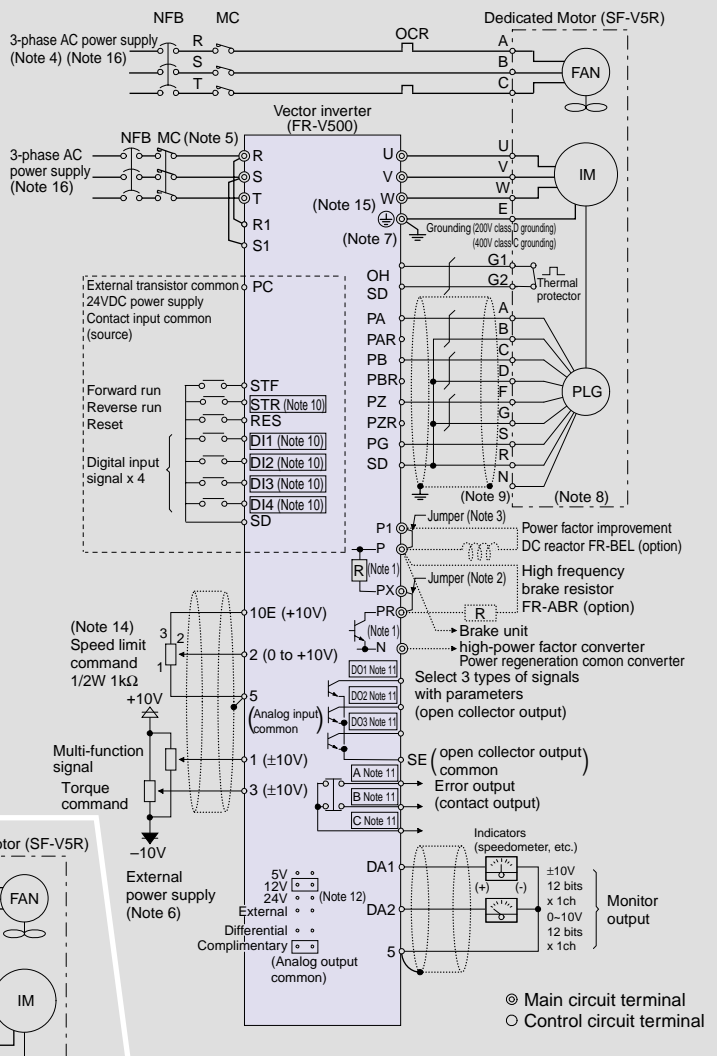 NFB MC Dedicated Motor (SF-V5R)
3-phase AC power supply
(Note 4) (Note 16)
R
S
T
OCR
A
B
C
FAN
Vector inverter
(FR-V500)
NFB MC (Note 5)
3-phase AC
power supply
(Note 16)
R
S
T
R1
S1
U
V
W
(Note 15)
(Note 7)
U
V
W
E
IM
Grounding (200V class D grounding)
(400V class C grounding)
OH
SD
G1
G2
Thermal
protector
External transistor common
24VDC power supply
Contact input common
(source)
PC
PA
PAR
PB
PBR
PZ
PZR
PG
SD
A
B
C
D
F
G
S
R
N
PLG
(Note 9)
(Note 8)
Forward run
Reverse run
Reset
Digital input
signal x 4
STF
STR (Note 10)
RES
DI1 (Note 10)
DI2 (Note 10)
DI3 (Note 10)
DI4 (Note 10)
SD
P1
P
R
(Note 1)
PX
PR
(Note 1)
N
Jumper (Note 3)
Power factor improvement
DC reactor FR-BEL (option)
Jumper (Note 2)
High frequency
brake resistor
FR-ABR (option)
R
Brake unit
high-power factor converter
Power regeneration comon converter
(Note 14)
Speed limit
command
1/2W 1kΩ
3
2
1
10E (+10V)
2 (0 to +10V)
5
(Analog input
common)
+10V
Multi-function
signal
Torque
command
1 (±10V)
3 (±10V)
–10V
External
power supply
(Note 6)
DO1 Note 11
DO2 Note 11
DO3 Note 11
Select 3 types of signals
with parameters
(open collector output)
SE (open collector output
common)
A Note 11
B Note 11
C Note 11
Error output
(contact output)
5V
12V
24V (Note 12)
External
Differential
Complimentary
(Analog output
common)
DA1
DA2
5
Indicators
(speedometer, etc.)
(+) (-)
±10V
12 bits
x 1ch
0~10V
12 bits
x 1ch
Monitor
output
otor (SF-V5R)
FAN
IM
Main circuit terminal
Control circuit terminal